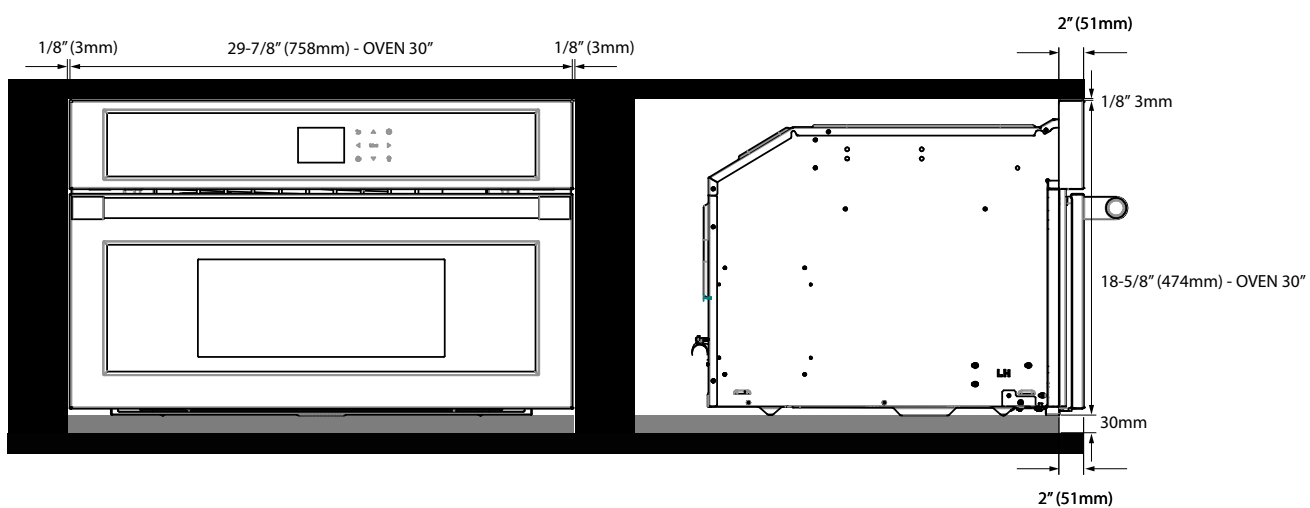 2” (51mm)
1/8” (3mm)
29-7/8” (758mm) - OVEN 30”
1/8” (3mm)
1/8” 3mm
18-5/8” (474mm) - OVEN 30”
LH
30mm
2” (51mm)